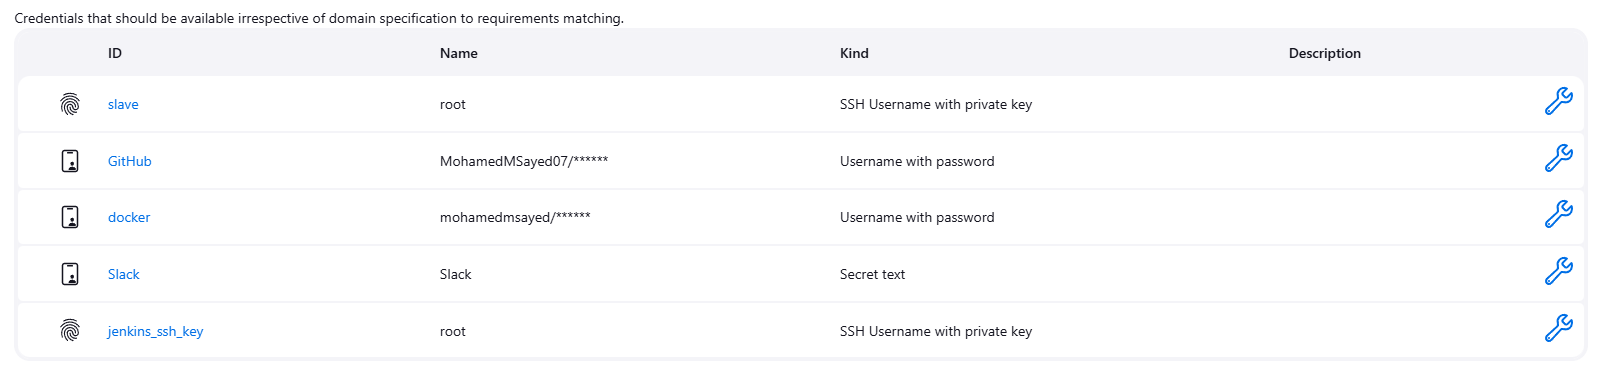 Credentials that should be available irrespective of domain specification to requirements matching.
ID Name Kind Description
slave root SSH Username with private key
GitHub MohamedMSayed07/****** Username with password
docker mohamedmsayed/****** Username with password
Slack Slack Secret text
jenkins_ssh_key root SSH Username with private key